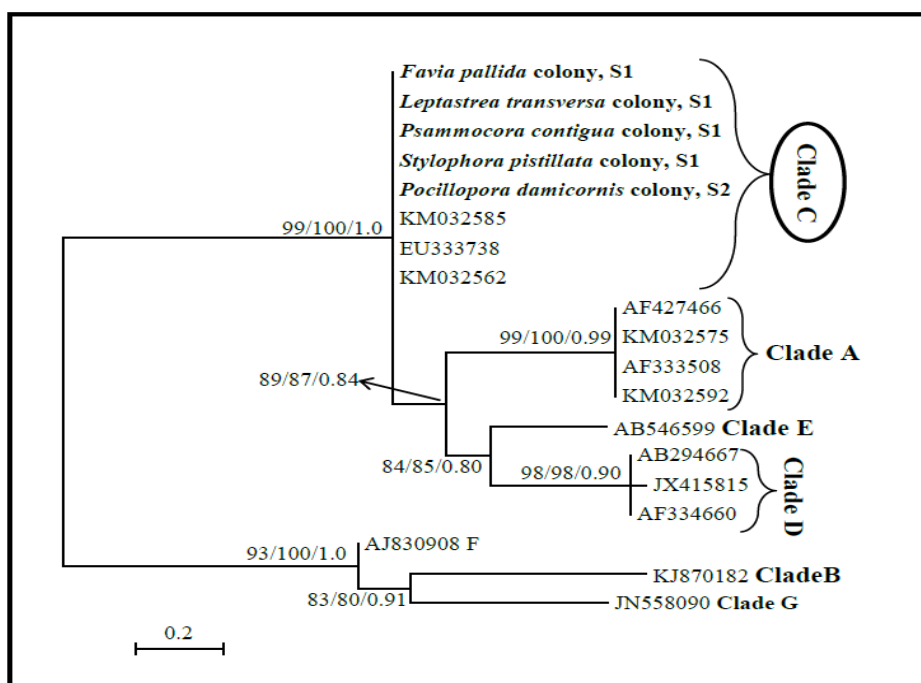 Favia pallida colony, S1
Leptastrea transversa colony, S1
Psammocora contigua colony, S1
Stylophora pistillata colony, S1
Pocillopora damicornis colony, S2
KM032585
EU333738
KM032562
Clade C
99/100/1.0
AF427466
KM032575
AF333508
KM032592
Clade A
99/100/0.99
89/87/0.84
AB546599 Clade E
84/85/0.80
98/98/0.90
AB294667
JX415815
AF334660
Clade D
93/100/1.0
AJ830908 F
83/80/0.91
KJ870182 CladeB
JN558090 Clade G
0.2